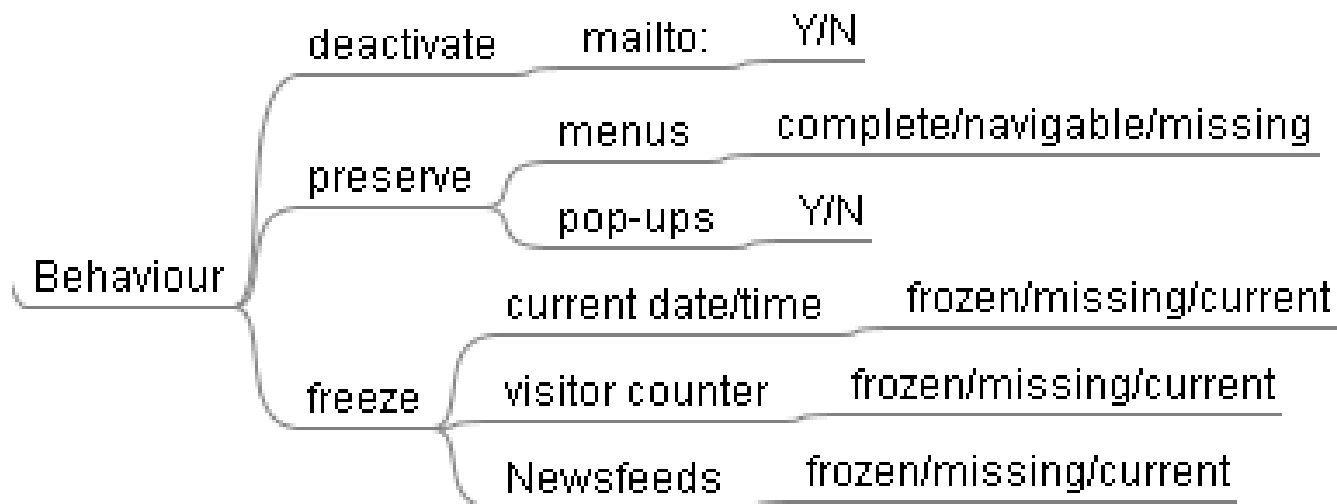 deactivate mailto: Y/N
menus complete/navigable/missing
preserve
pop-ups Y/N
Behaviour
current date/time frozen/missing/current
visitor counter frozen/missing/current
freeze
Newsfeeds frozen/missing/current